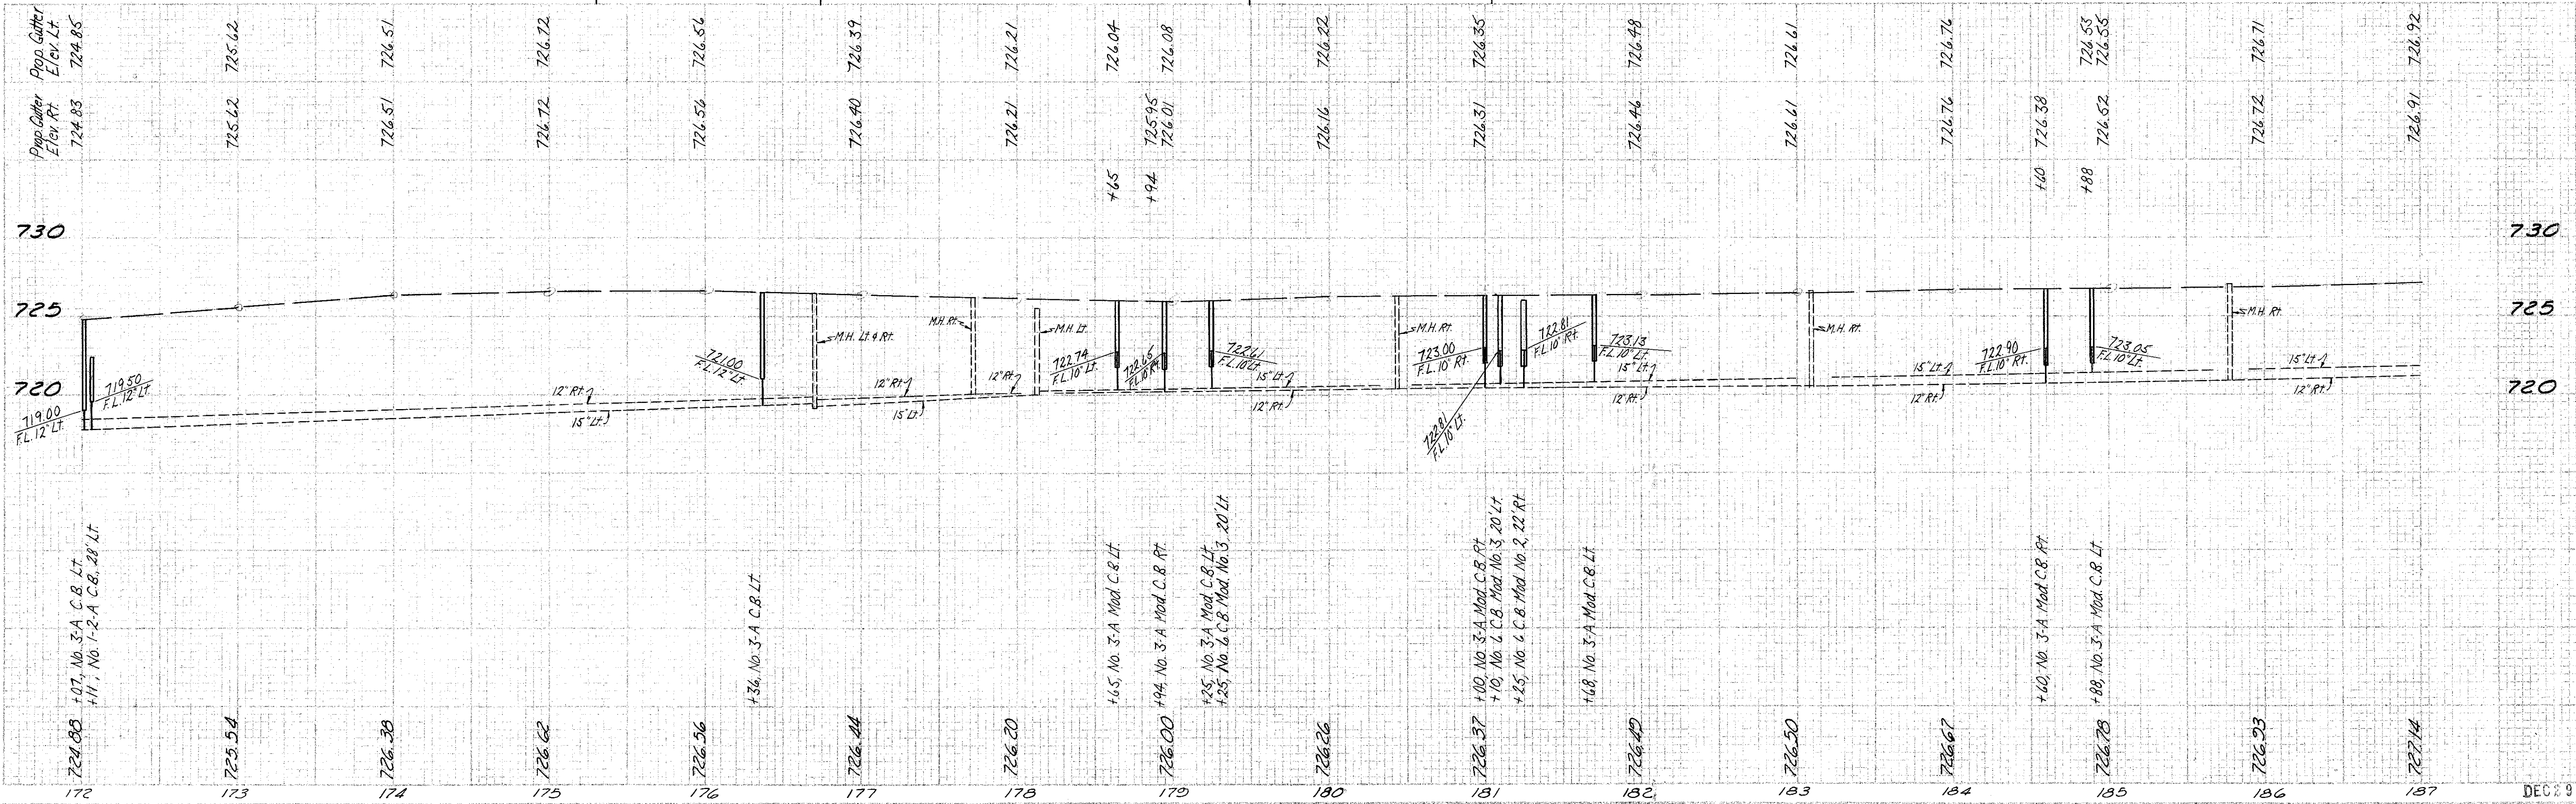 Prop. Gutter Elev. Lt. 724.85 725.62 726.51 726.72 726.56 726.39 726.21 726.04 726.08 726.22 726.35 726.48 726.61 726.76 726.53 726.55 726.71 726.92
Prop. Gutter Elev. Rt. 724.83 725.62 726.51 726.72 726.56 726.40 726.21 725.95 726.01 726.16 726.31 726.46 726.61 726.76 726.38 726.52 726.72 726.91
+65 +94 +60 +88
730 730
725 725
720 720
719.00
F.L. 12" Lt.
719.50
F.L. 12" Lt.
12" Rt.
15" Lt.
721.00
F.L. 12" Lt.
M.H. Lt. & Rt.
12" Rt.
15" Lt.
M.H. Rt.
12" Rt.
M.H. Lt.
722.74
F.L. 10" Lt.
722.65
F.L. 10" Rt.
722.61
F.L. 10" Lt.
15" Lt.
12" Rt.
M.H. Rt.
723.00
F.L. 10" Rt.
722.81
F.L. 10" Lt.
722.81
F.L. 10" Rt.
723.13
F.L. 10" Lt.
15" Lt.
12" Rt.
M.H. Rt.
15" Lt.
12" Rt.
722.90
F.L. 10" Rt.
723.05
F.L. 10" Lt.
M.H. Rt.
15" Lt.
12" Rt.
+07, No. 3-A C.B. Lt.
+11, No. 1-2-A C.B., 28' Lt.
+36, No. 3-A C.B. Lt.
+65, No. 3-A Mod. C.B. Lt.
+94, No. 3-A Mod. C.B. Rt.
+25, No. 3-A Mod. C.B. Lt.
+25, No. 6 C.B. Mod. No. 3, 20' Lt.
+00, No. 3-A Mod. C.B. Rt.
+10, No. 6 C.B. Mod. No. 3, 20' Lt.
+25, No. 6 C.B. Mod. No. 2, 22' Rt.
+68, No. 3-A Mod. C.B. Lt.
+60, No. 3-A Mod. C.B. Rt.
+88, No. 3-A Mod. C.B. Lt.
724.88 725.54 726.38 726.62 726.56 726.44 726.20 726.00 726.26 726.37 726.49 726.50 726.67 726.78 726.93 727.14
172 173 174 175 176 177 178 179 180 181 182 183 184 185 186 187